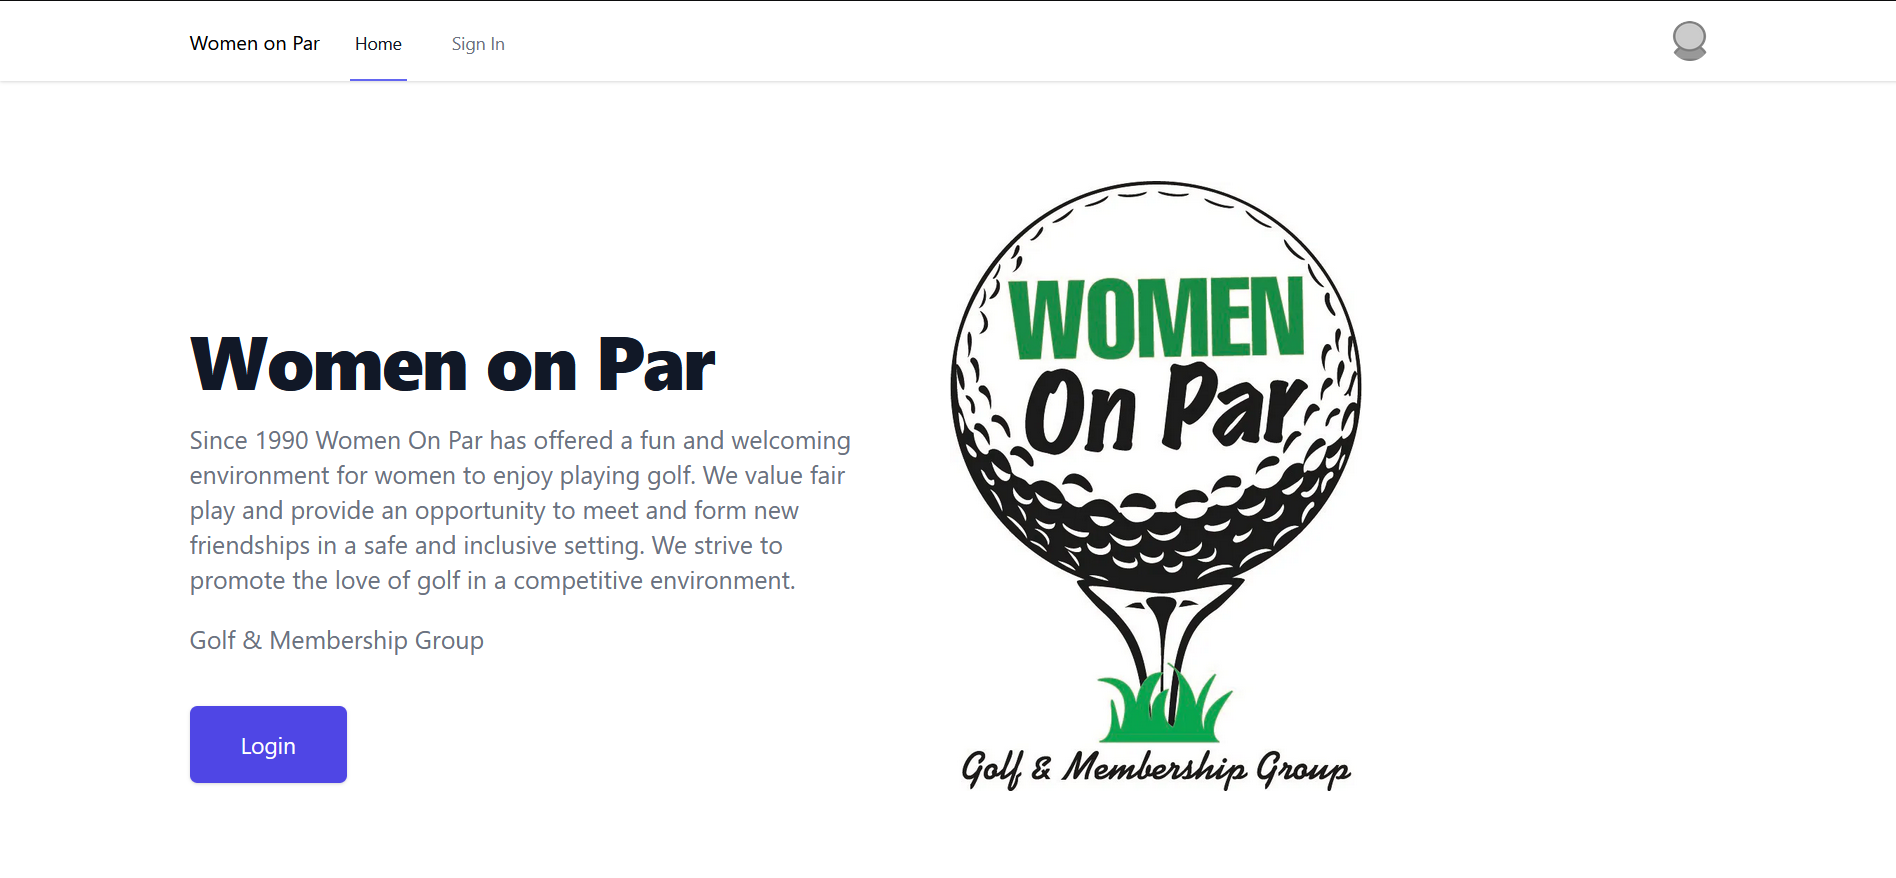 Women on Par Home Sign In
Women on Par
Since 1990 Women On Par has offered a fun and welcoming
environment for women to enjoy playing golf. We value fair
play and provide an opportunity to meet and form new
friendships in a safe and inclusive setting. We strive to
promote the love of golf in a competitive environment.
Golf & Membership Group
Login
WOMEN
On Par
Golf & Membership Group